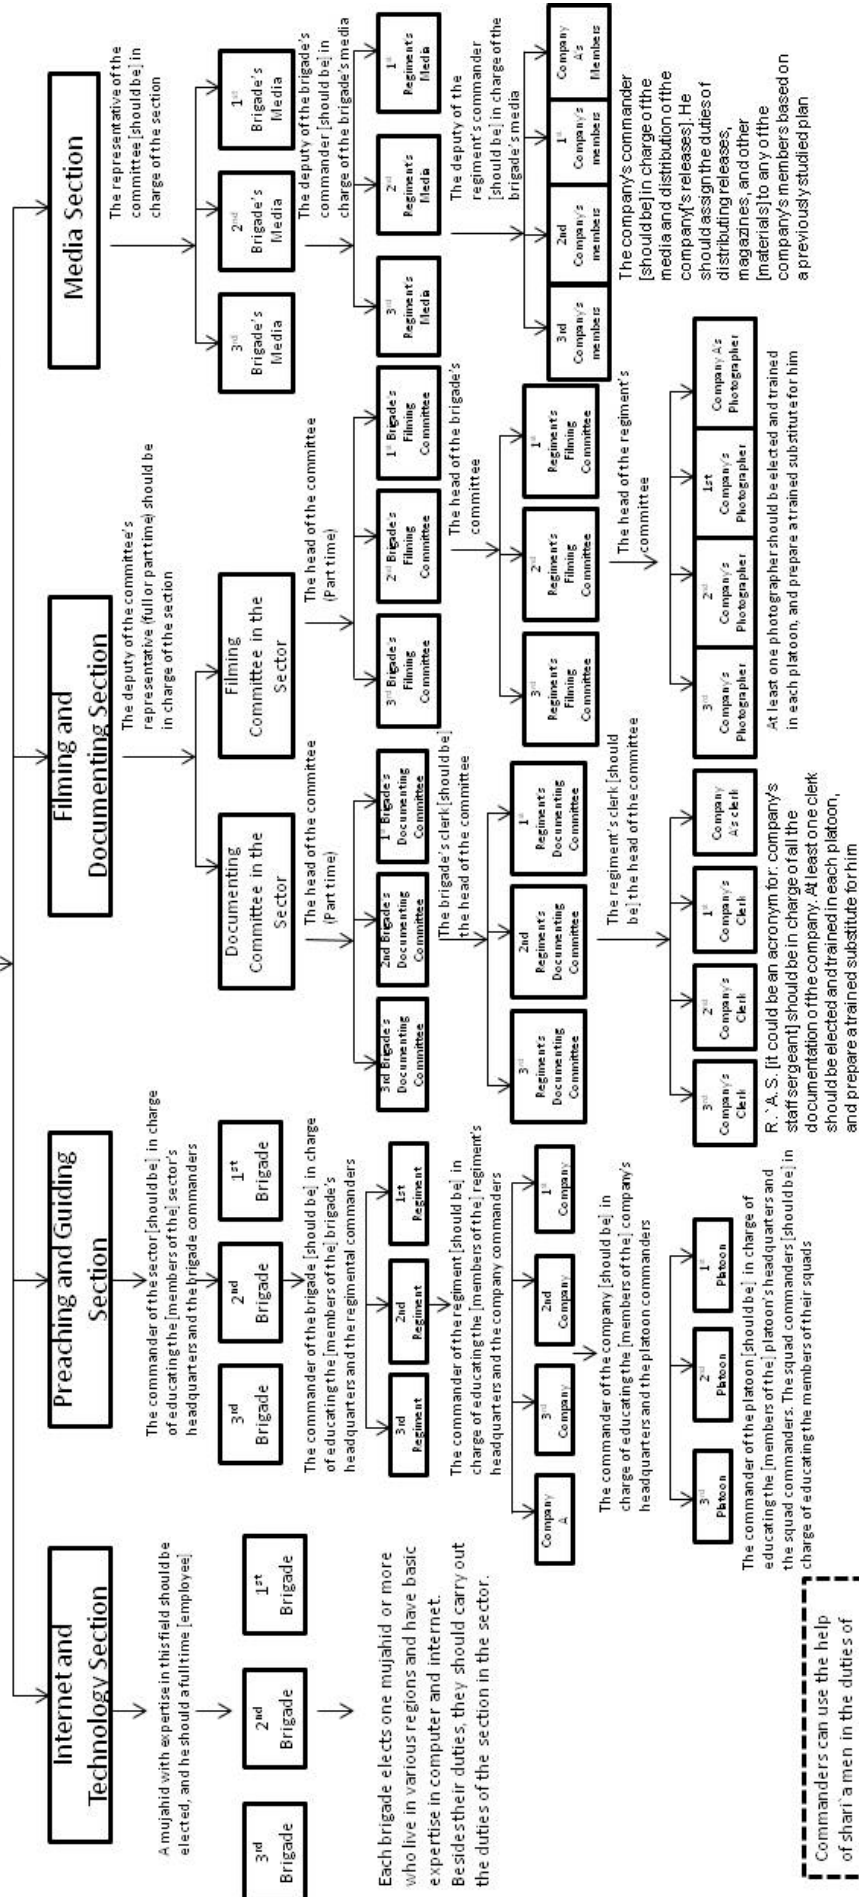 Internet and
Technology Section
A mujahid with expertise in this field should be
elected, and he should a full time [employee]
3rd
Brigade
2nd
Brigade
1st
Brigade
Each brigade elects one mujahid or more
who live in various regions and have basic
expertise in computer and internet.
Besides their duties, they should carry out
the duties of the section in the sector.
Commanders can use the help
of shari`a men in the duties of
Preaching and Guiding
Section
The commander of the sector [should be] in charge
of educating the [members of the] sector's
headquarters and the brigade commanders
3rd
Brigade
2nd
Brigade
1st
Brigade
The commander of the brigade [should be] in charge
of educating the [members of the] brigade's
headquarters and the regimental commanders
3rd
Regiment
2nd
Regiment
1st
Regiment
The commander of the regiment [should be] in
charge of educating the [members of the] regiment's
headquarters and the company commanders
Company
A
3rd
Company
2nd
Company
1st
Company
The commander of the company [should be] in
charge of educating the [members of the] company's
headquarters and the platoon commanders
3rd
Platoon
2nd
Platoon
1st
Platoon
The commander of the platoon [should be] in charge of
educating the [members of the] platoon's headquarters and
the squad commanders. The squad commanders [should be] in
charge of educating the members of their squads
Filming and
Documenting Section
The deputy of the committee's
representative (full or part time) should be
in charge of the section
Documenting
Committee in the
Sector
Filming
Committee in the
Sector
The head of the committee
(Part time)
3rd Brigade's
Documenting
Committee
2nd Brigade's
Documenting
Committee
1st Brigade's
Documenting
Committee
The brigade's clerk [should be]
the head of the committee
3rd
Regiment's
Documenting
Committee
2nd
Regiment's
Documenting
Committee
1st
Regiment's
Documenting
Committee
The regiment's clerk [should
be] the head of the committee
3rd
Company's
Clerk
2nd
Company's
Clerk
1st
Company's
Clerk
Company
A's clerk
R. `A. S. [it could be an acronym for: company's
staff sergeant] should be in charge of all the
documentation of the company. At least one clerk
should be elected and trained in each platoon,
and prepare a trained substitute for him
The head of the committee
(Part time)
3rd Brigade's
Filming
Committee
2nd Brigade's
Filming
Committee
1st Brigade's
Filming
Committee
The head of the brigade's
committee
3rd
Regiment's
Filming
Committee
2nd
Regiment's
Filming
Committee
1st
Regiment's
Filming
Committee
The head of the regiment's
committee
3rd
Company's
Photographer
2nd
Company's
Photographer
1st
Company's
Photographer
Company A's
Photographer
At least one photographer should be elected and trained
in each platoon, and prepare a trained substitute for him
Media Section
The representative of the
committee [should be] in
charge of the section
3rd
Brigade's
Media
2nd
Brigade's
Media
1st
Brigade's
Media
The deputy of the brigade's
commander [should be] in
charge of the brigade's media
3rd
Regiment's
Media
2nd
Regiment's
Media
1st
Regiment's
Media
The deputy of the
regiment's commander
[should be] in charge of the
brigade's media
3rd
Company's
members
2nd
Company's
members
1st
Company's
members
Company
A's
Members
The company's commander
[should be] in charge of the
media and distribution of the
company['s releases]. He
should assign the duties of
distributing releases,
magazines, and other
[materials] to any of the
company's members based on
a previously studied plan